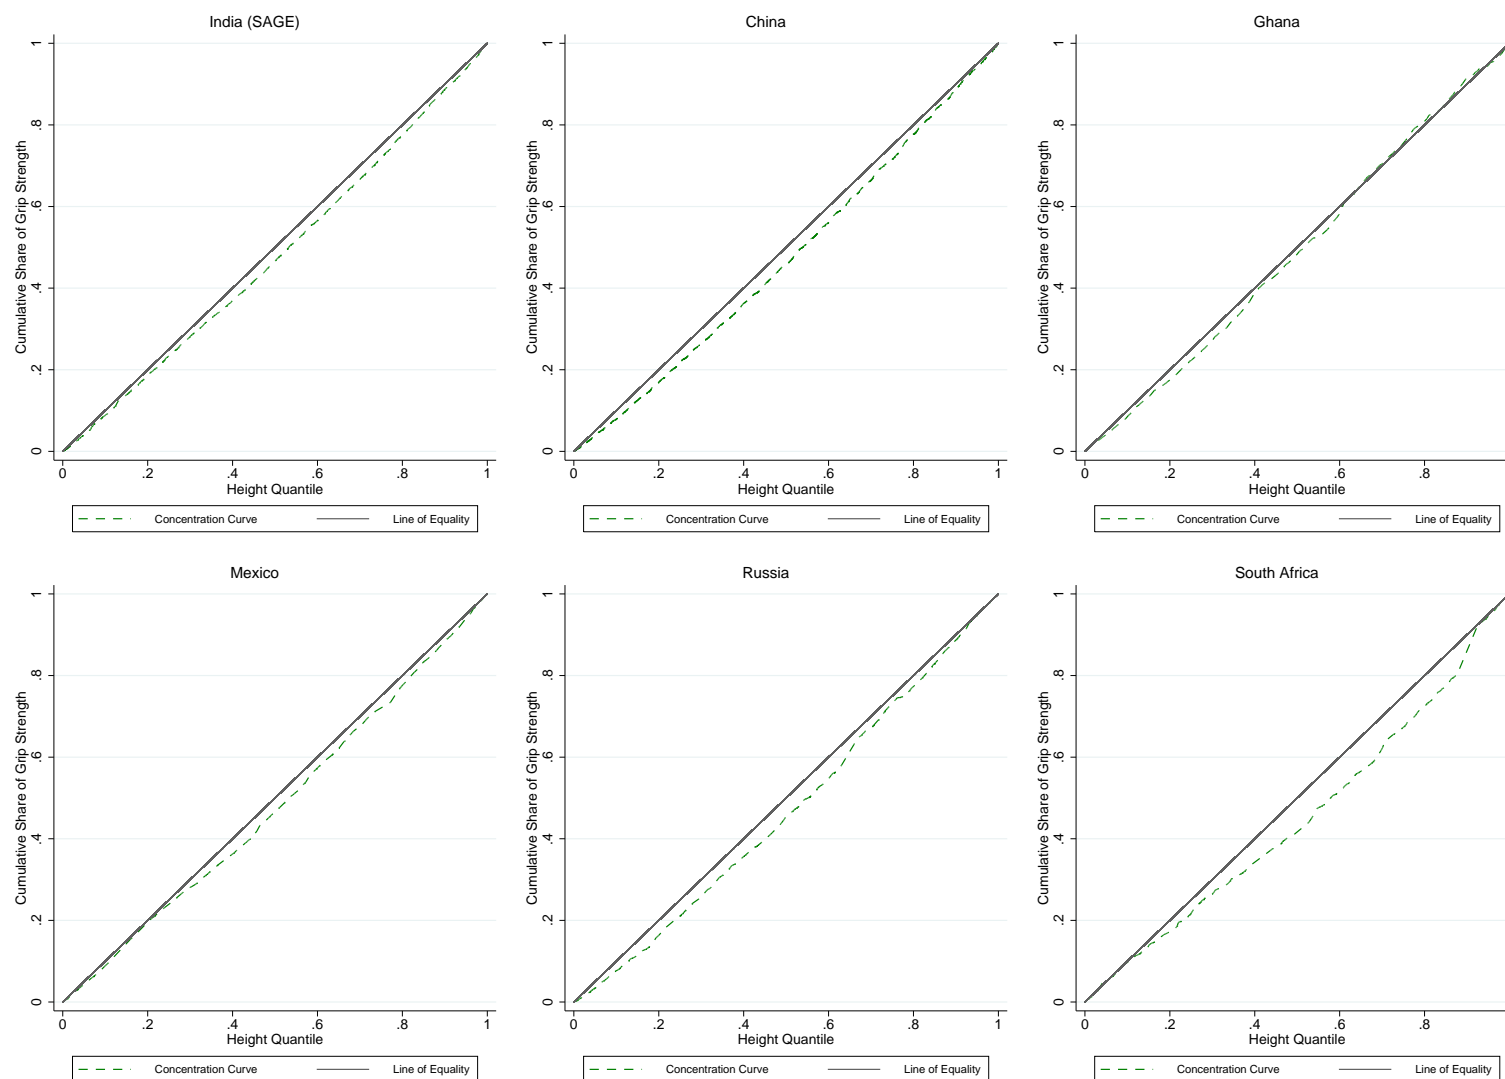 India (SAGE)
Cumulative Share of Grip Strength
1
.8
.6
.4
.2
0
0 .2 .4 .6 .8 1
Height Quantile
Concentration Curve Line of Equality
China
Cumulative Share of Grip Strength
1
.8
.6
.4
.2
0
0 .2 .4 .6 .8 1
Height Quantile
Concentration Curve Line of Equality
Ghana
Cumulative Share of Grip Strength
1
.8
.6
.4
.2
0
0 .2 .4 .6 .8
Height Quantile
Concentration Curve Line of Equality
Mexico
Cumulative Share of Grip Strength
1
.8
.6
.4
.2
0
0 .2 .4 .6 .8 1
Height Quantile
Concentration Curve Line of Equality
Russia
Cumulative Share of Grip Strength
1
.8
.6
.4
.2
0
0 .2 .4 .6 .8 1
Height Quantile
Concentration Curve Line of Equality
South Africa
Cumulative Share of Grip Strength
1
.8
.6
.4
.2
0
0 .2 .4 .6 .8
Height Quantile
Concentration Curve Line of Equality